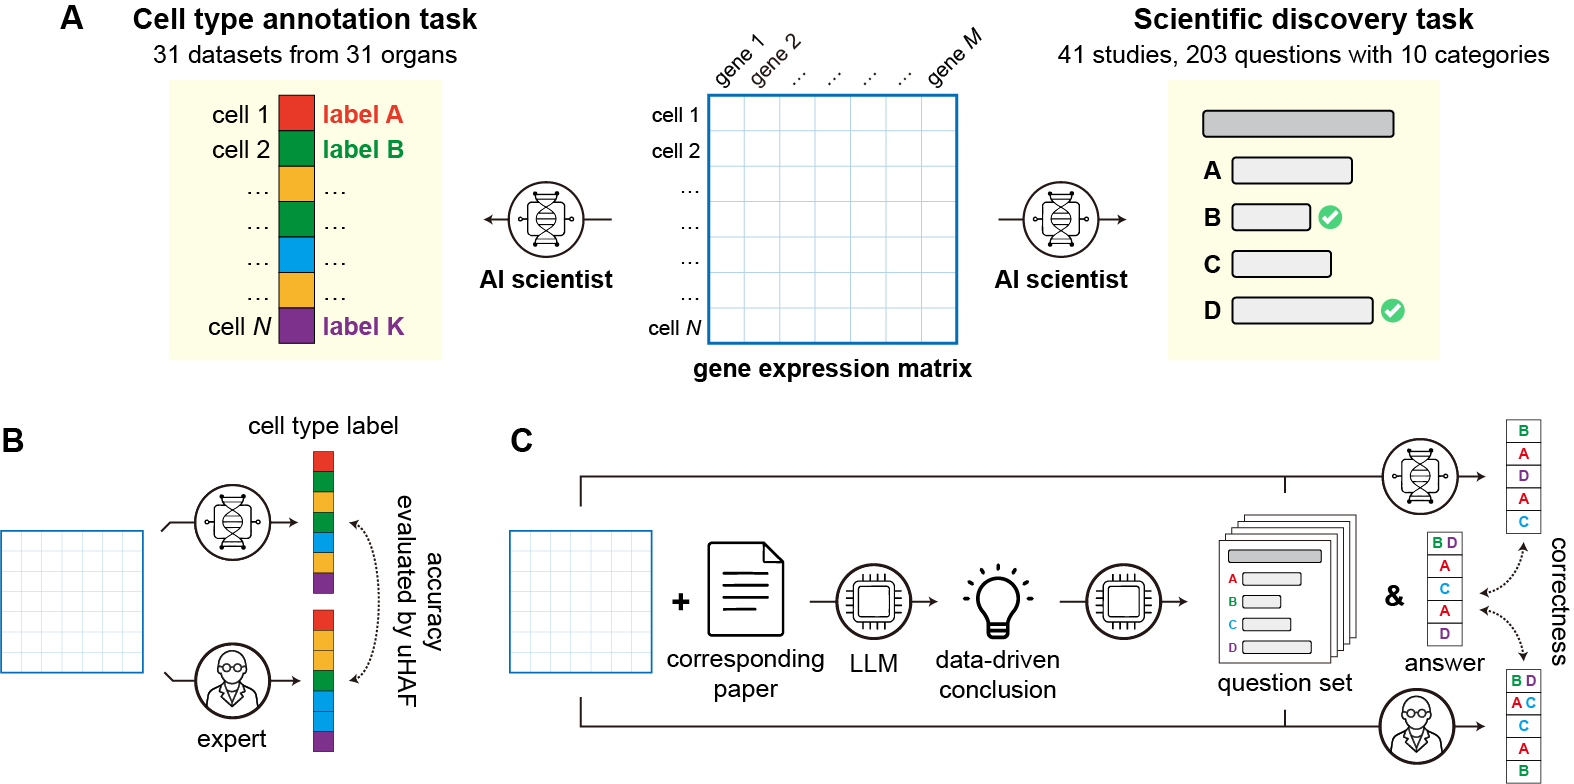 A
Cell type annotation task
31 datasets from 31 organs
cell 1
label A
cell 2
label B
...
...
...
...
...
...
...
...
cell N
label K
AI scientist
gene 1
gene 2
...
...
...
...
gene M
cell 1
cell 2
...
...
...
...
cell N
gene expression matrix
AI scientist
Scientific discovery task
41 studies, 203 questions with 10 categories
A
B
C
D
B
cell type label
accuracy
evaluated by uHAF
expert
C
+
corresponding
paper
LLM
data-driven
conclusion
A
B
C
D
question set
&
B D
A
C
A
D
answer
B
A
D
A
C
correctness
B D
A C
C
A
B